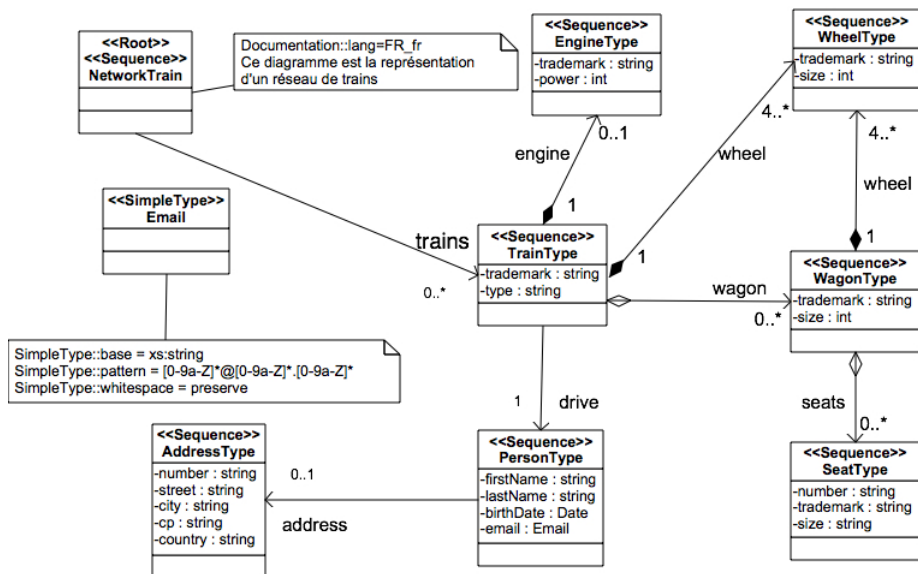 <<Root>>
<<Sequence>>
NetworkTrain
Documentation::lang=FR_fr
Ce diagramme est la représentation
d'un réseau de trains
<<Sequence>>
EngineType
-trademark : string
-power : int
<<Sequence>>
WheelType
-trademark : string
-size : int
0..1
4..*
4..*
engine
wheel
wheel
<<SimpleType>>
Email
1
1
1
trains
0..*
<<Sequence>>
TrainType
-trademark : string
-type : string
wagon
0..*
<<Sequence>>
WagonType
-trademark : string
-size : int
SimpleType::base = xs:string
SimpleType::pattern = [0-9a-Z]*@[0-9a-Z]*.[0-9a-Z]*
SimpleType::whitespace = preserve
1
drive
seats
0..*
<<Sequence>>
AddressType
-number : string
-street : string
-city : string
-cp : string
-country : string
0..1
address
<<Sequence>>
PersonType
-firstName : string
-lastName : string
-birthDate : Date
-email : Email
<<Sequence>>
SeatType
-number : string
-trademark : string
-size : string